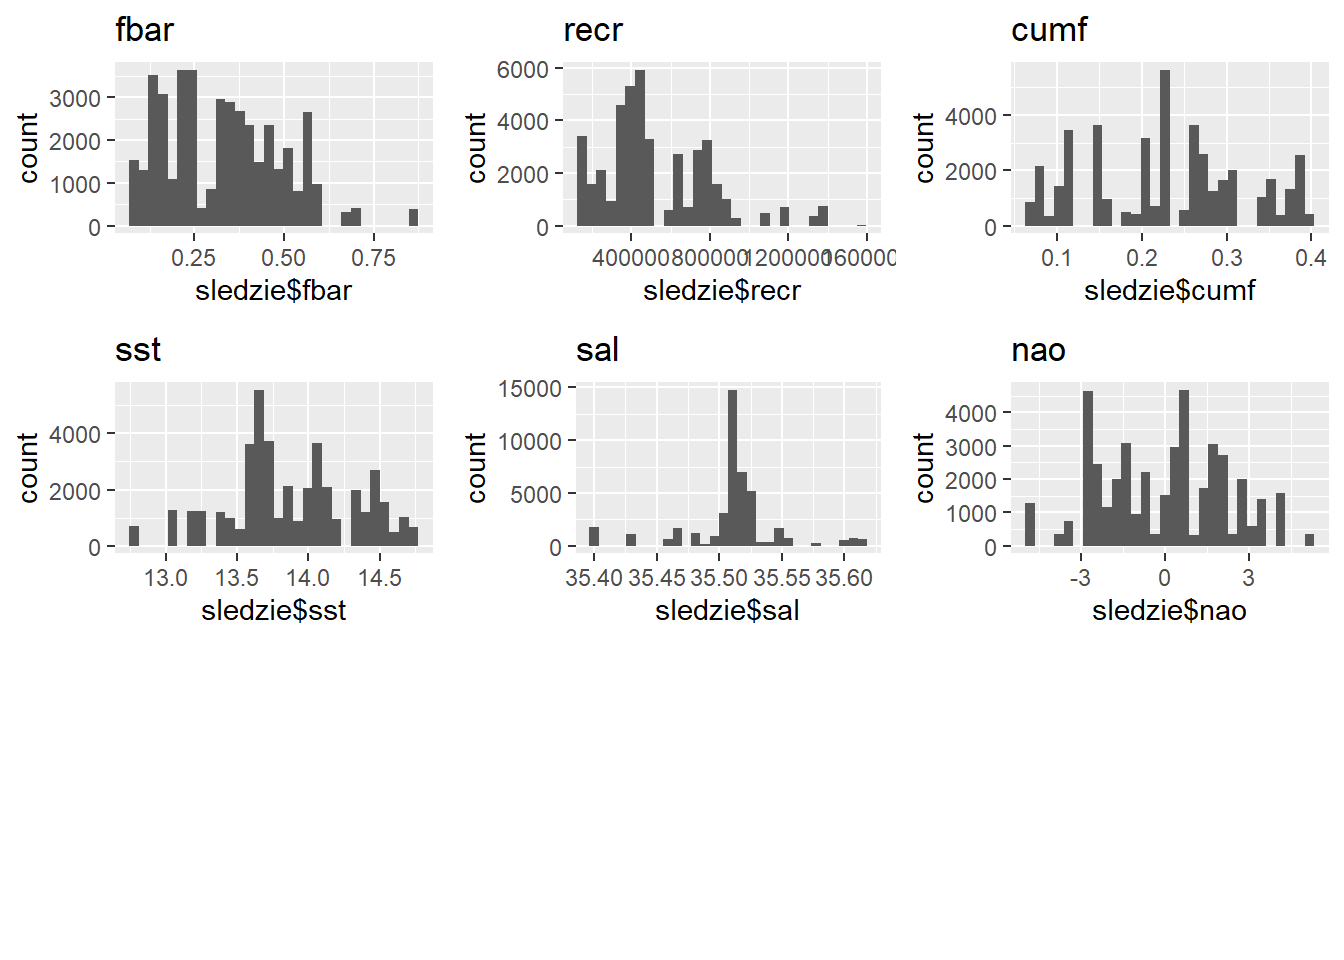 fbar
3000
2000
1000
0
count
0.25 0.50 0.75
sledzie$fbar
recr
6000
4000
2000
0
count
400000 800000 1200000 1600000
sledzie$recr
cumf
4000
2000
0
count
0.1 0.2 0.3 0.4
sledzie$cumf
sst
4000
2000
0
count
13.0 13.5 14.0 14.5
sledzie$sst
sal
15000
10000
5000
0
count
35.40 35.45 35.50 35.55 35.60
sledzie$sal
nao
4000
3000
2000
1000
0
count
-3 0 3
sledzie$nao